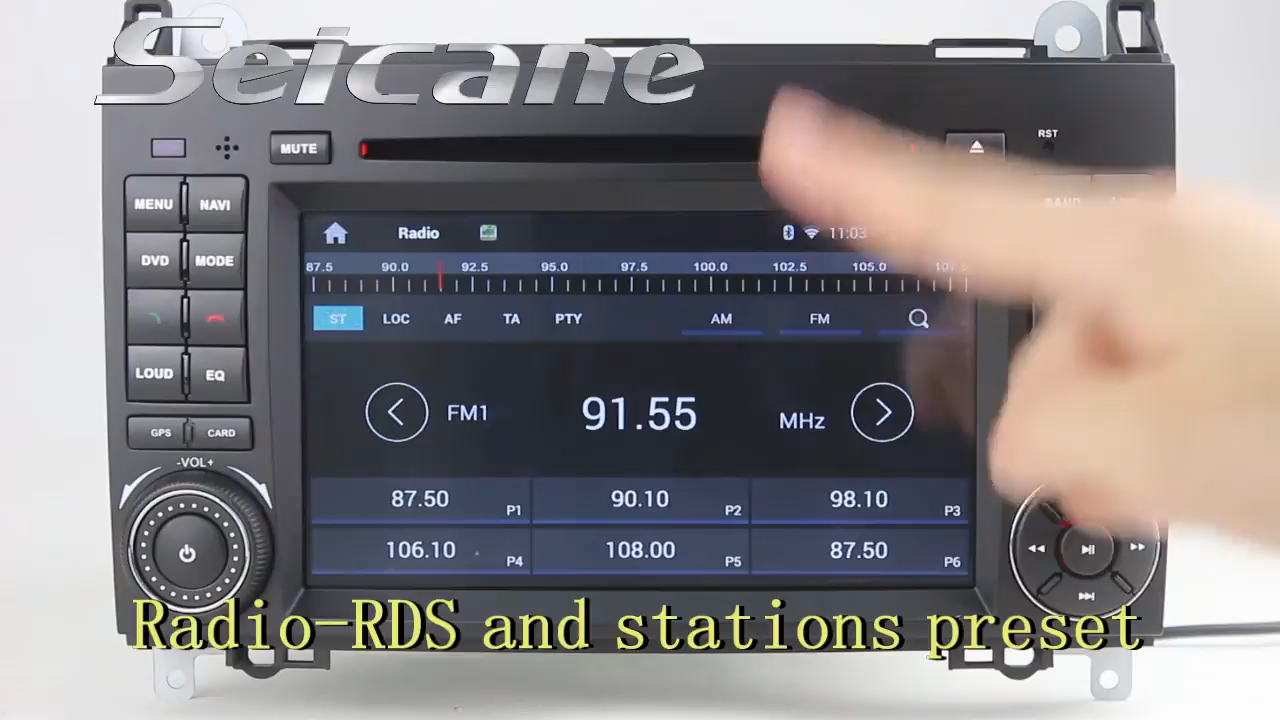 Seicane
MUTE
RST
MENU NAVI
DVD MODE
LOUD EQ
GPS CARD
-VOL+
Radio 11:03
87.5 90.0 92.5 95.0 97.5 100.0 102.5 105.0
ST LOC AF TA PTY AM FM
FM1 91.55 MHz
87.50 P1 90.10 P2 98.10 P3
106.10 P4 108.00 P5 87.50 P6
Radio-RDS and stations preset